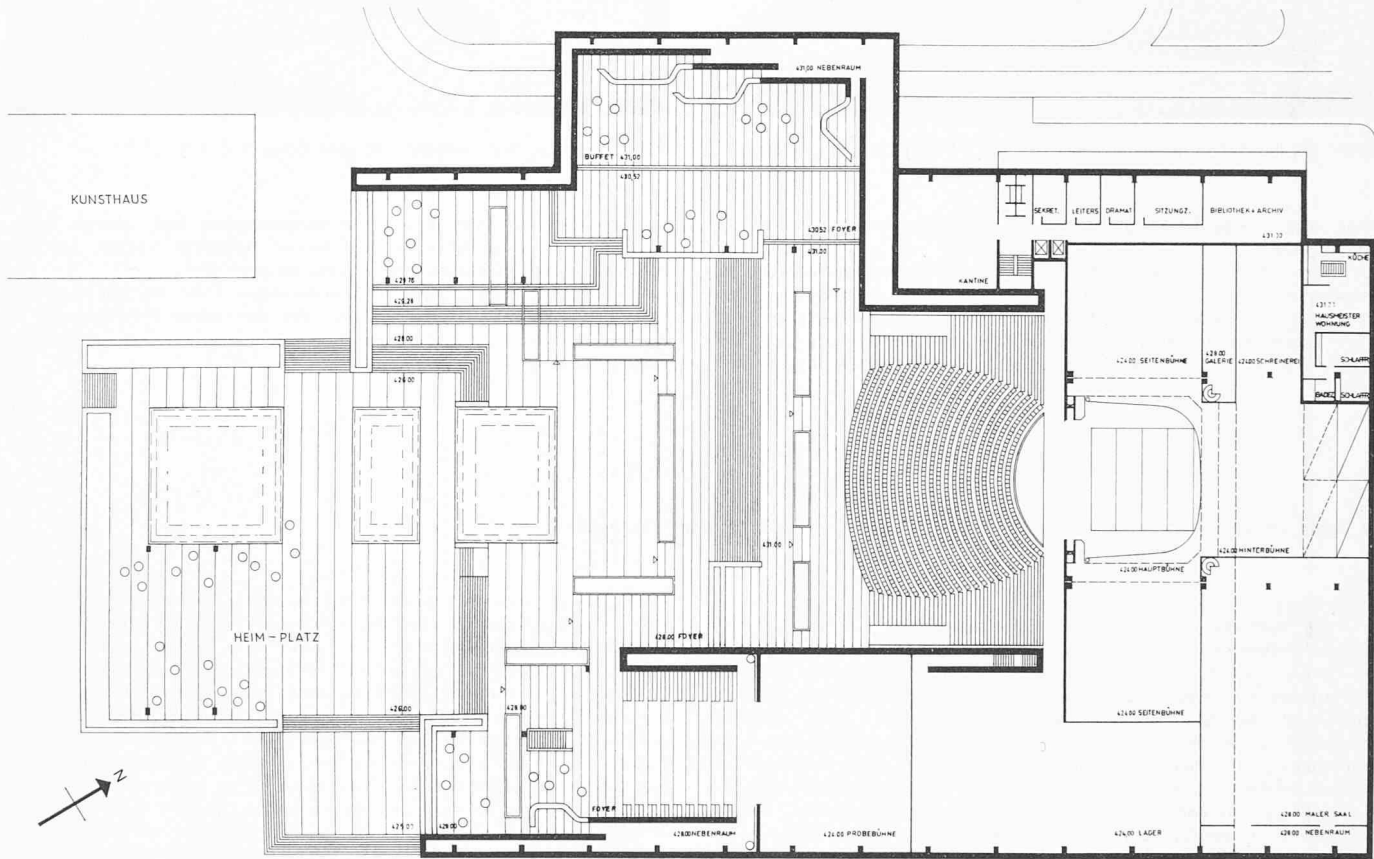 431.00 NEBENRAUM
BUFFET 431,00
430,52
KUNSTHAUS
SEKRET.
LEITERS
DRAMAT
SITZUNGZ.
BIBLIOTHEK + ARCHIV
431.00
430.52 FOYER
431.00
KANTINE
KÜCHE
HAUSMEISTER
WOHNUNG
SCHLAFR
BADEZ
SCHLAFR
428.00
424.00 SEITENBÜHNE
428.00
GALERIE
424.00 SCHREINEREI
426.00
431.00
424.00 HINTERBÜHNE
424.00 HAUPTBÜHNE
HEIM – PLATZ
428.00 FOYER
426.00
428.00
424.00 SEITENBÜHNE
N
FOYER
428.00
428.00 NEBENRAUM
424.00 PROBEBÜHNE
424.00 LAGER
428.00 MALER SAAL
428.00 NEBENRAUM